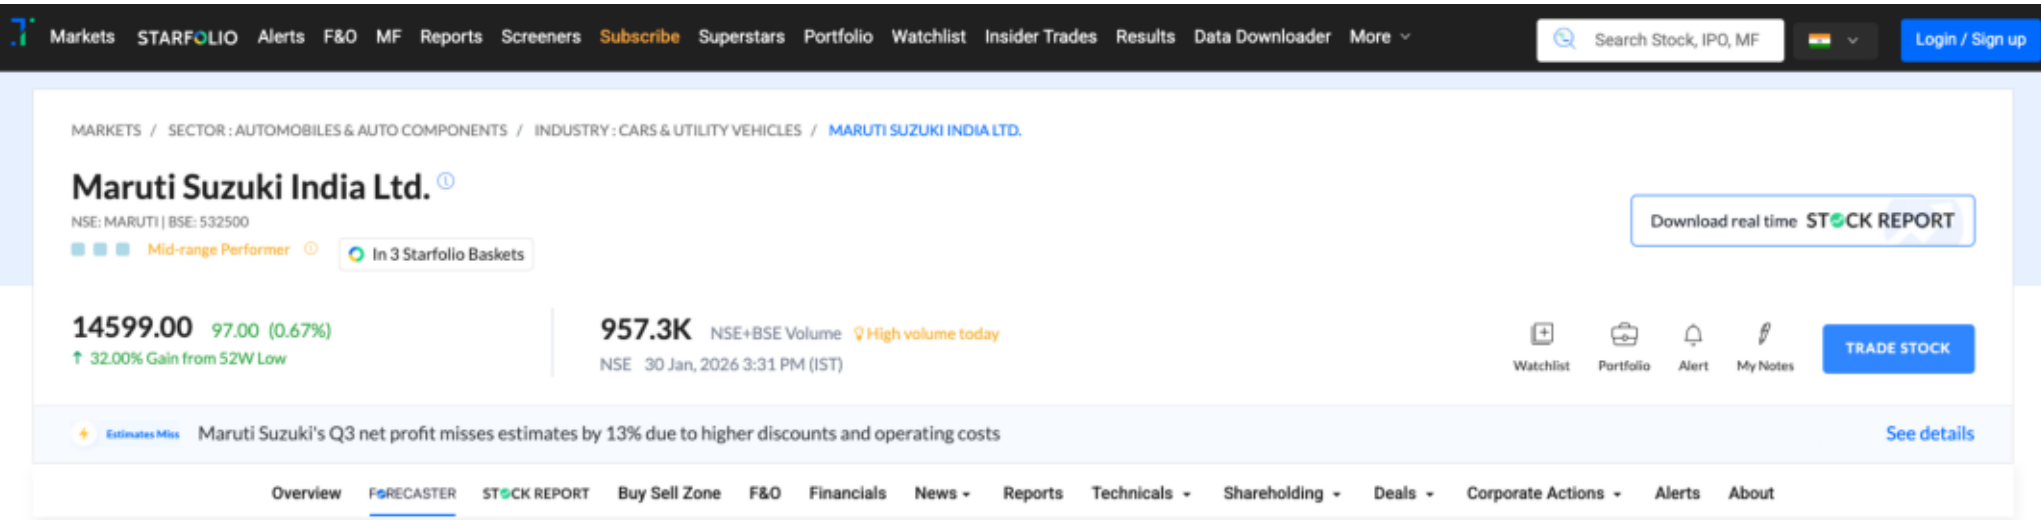 Markets STARFOLIO Alerts F&O MF Reports Screeners Subscribe Superstars Portfolio Watchlist Insider Trades Results Data Downloader More Search Stock, IPO, MF Login / Sign up
MARKETS / SECTOR : AUTOMOBILES & AUTO COMPONENTS / INDUSTRY : CARS & UTILITY VEHICLES / MARUTI SUZUKI INDIA LTD.
Maruti Suzuki India Ltd.
NSE: MARUTI | BSE: 532500
Mid-range Performer In 3 Starfolio Baskets
Download real time STOCK REPORT
14599.00 97.00 (0.67%)
32.00% Gain from 52W Low
957.3K NSE+BSE Volume High volume today
NSE 30 Jan, 2026 3:31 PM (IST)
Watchlist Portfolio Alert My Notes TRADE STOCK
Estimates Miss Maruti Suzuki's Q3 net profit misses estimates by 13% due to higher discounts and operating costs See details
Overview FORECASTER STOCK REPORT Buy Sell Zone F&O Financials News Reports Technicals Shareholding Deals Corporate Actions Alerts About